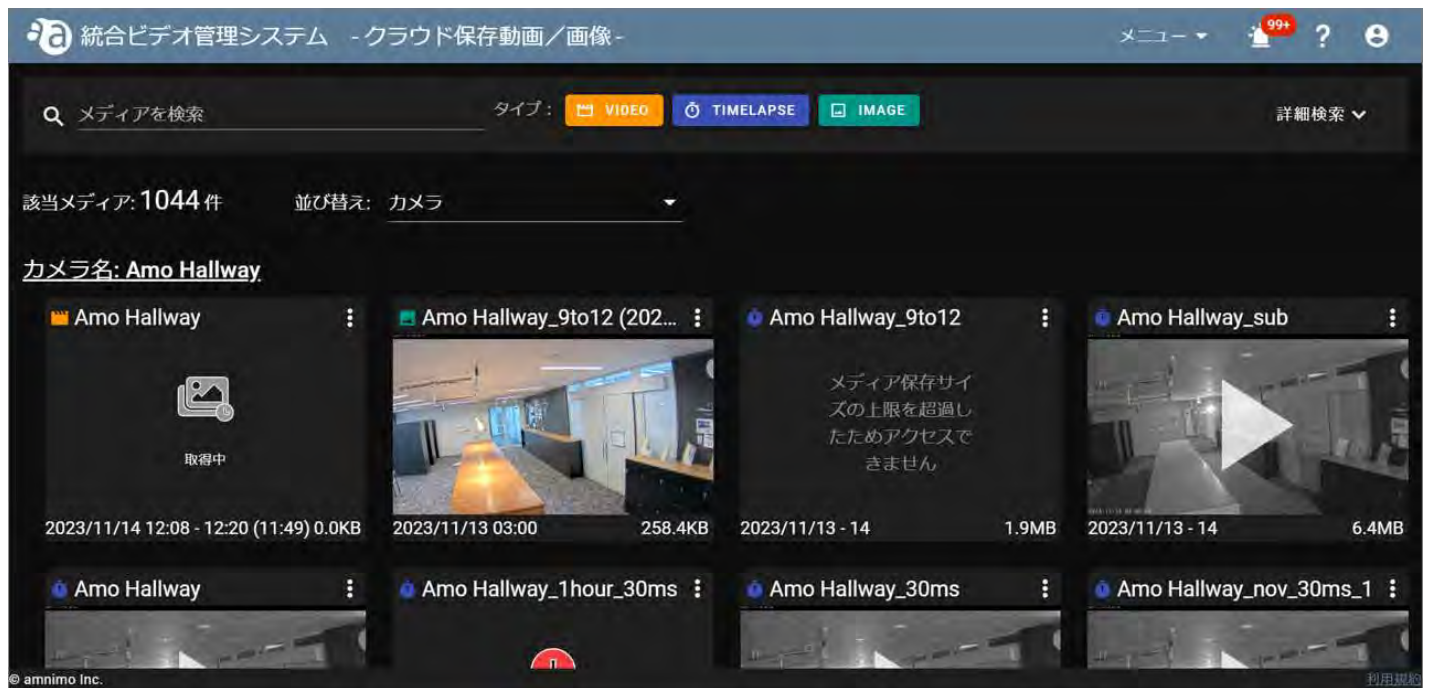 統合ビデオ管理システム - クラウド保存動画／画像 -
メニュー
99+
?
メディアを検索
タイプ :
VIDEO
TIMELAPSE
IMAGE
詳細検索
該当メディア: 1044 件
並び替え: カメラ
カメラ名: Amo Hallway
Amo Hallway
取得中
2023/11/14 12:08 - 12:20 (11:49) 0.0KB
Amo Hallway_9to12 (202...
2023/11/13 03:00 258.4KB
Amo Hallway_9to12
メディア保存サイ
ズの上限を超過し
たためアクセスで
きません
2023/11/13 - 14 1.9MB
Amo Hallway_sub
2023/11/13 - 14 6.4MB
Amo Hallway
Amo Hallway_1hour_30ms
Amo Hallway_30ms
Amo Hallway_nov_30ms_1
© amnimo Inc.
利用規約